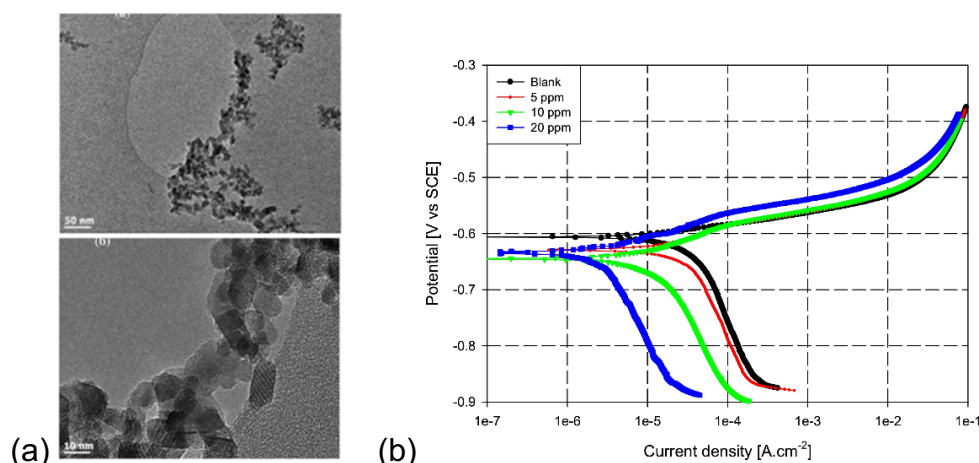 (a)
50 nm
(b)
10 nm
(a)
(b)
Blank
5 ppm
10 ppm
20 ppm
Potential [V vs SCE]
-0.3
-0.4
-0.5
-0.6
-0.7
-0.8
-0.9
1e-7 1e-6 1e-5 1e-4 1e-3 1e-2 1e-1
Current density [A.cm⁻²]